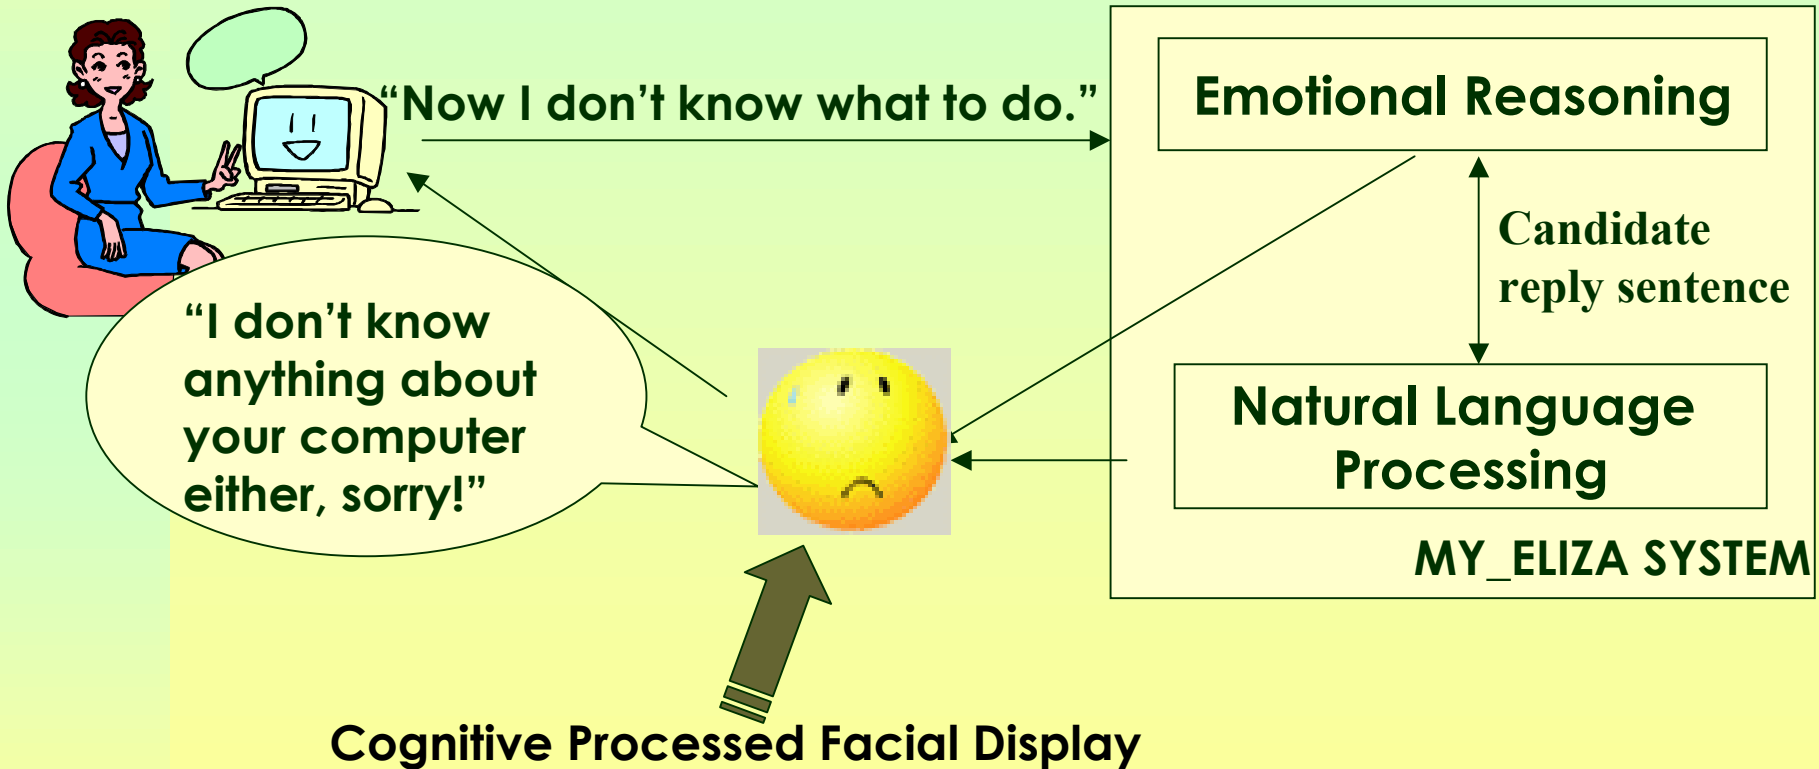 “Now I don’t know what to do.”
Emotional Reasoning
Candidate
reply sentence
Natural Language
Processing
MY_ELIZA SYSTEM
“I don’t know
anything about
your computer
either, sorry!”
Cognitive Processed Facial Display